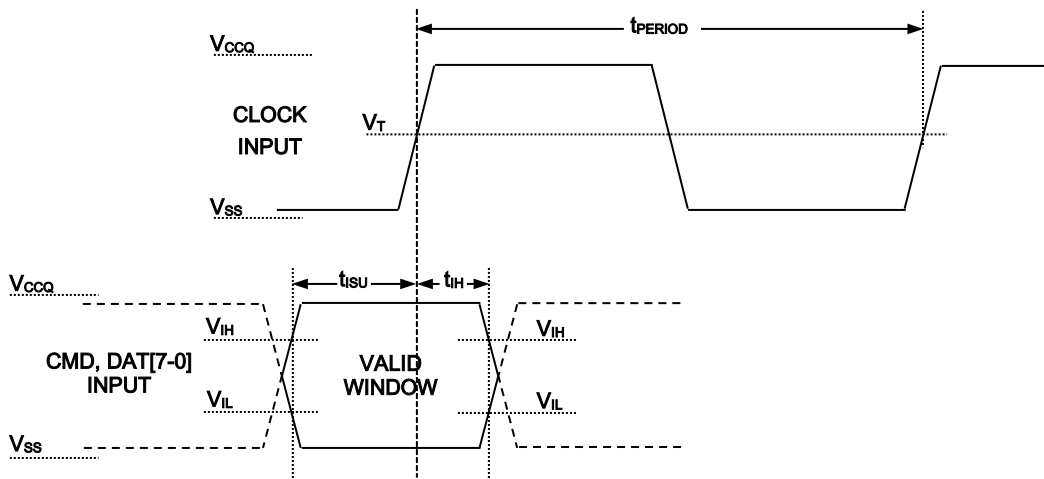 tPERIOD
VCCQ
CLOCK
INPUT
VT
VSS
VCCQ
tISU
tIH
VIH
VIH
CMD, DAT[7-0]
INPUT
VALID
WINDOW
VIL
VIL
VSS